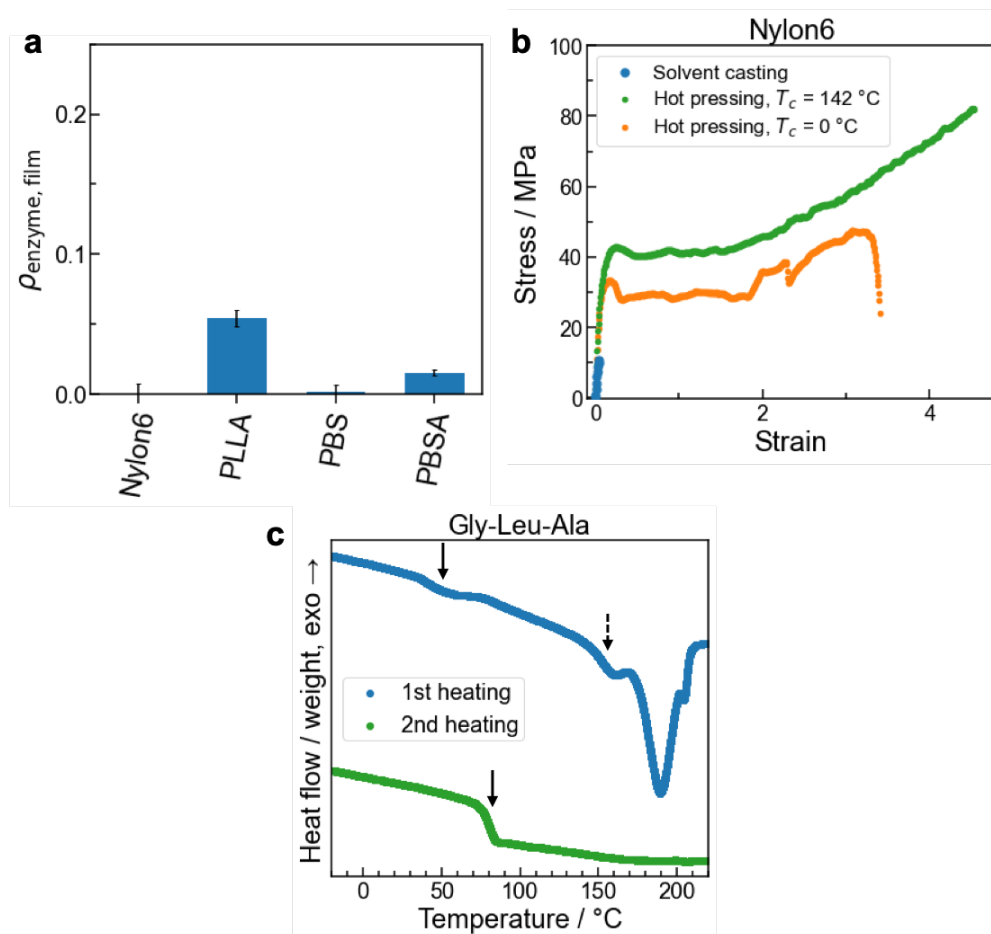 a
0.2
0.1
0.0
ρenzyme, film
Nylon6
PLLA
PBS
PBSA
b
Nylon6
100
80
60
40
20
0
Stress / MPa
Solvent casting
Hot pressing, Tc = 142 °C
Hot pressing, Tc = 0 °C
0
2
4
Strain
c
Gly-Leu-Ala
Heat flow / weight, exo →
1st heating
2nd heating
0
50
100
150
200
Temperature / °C